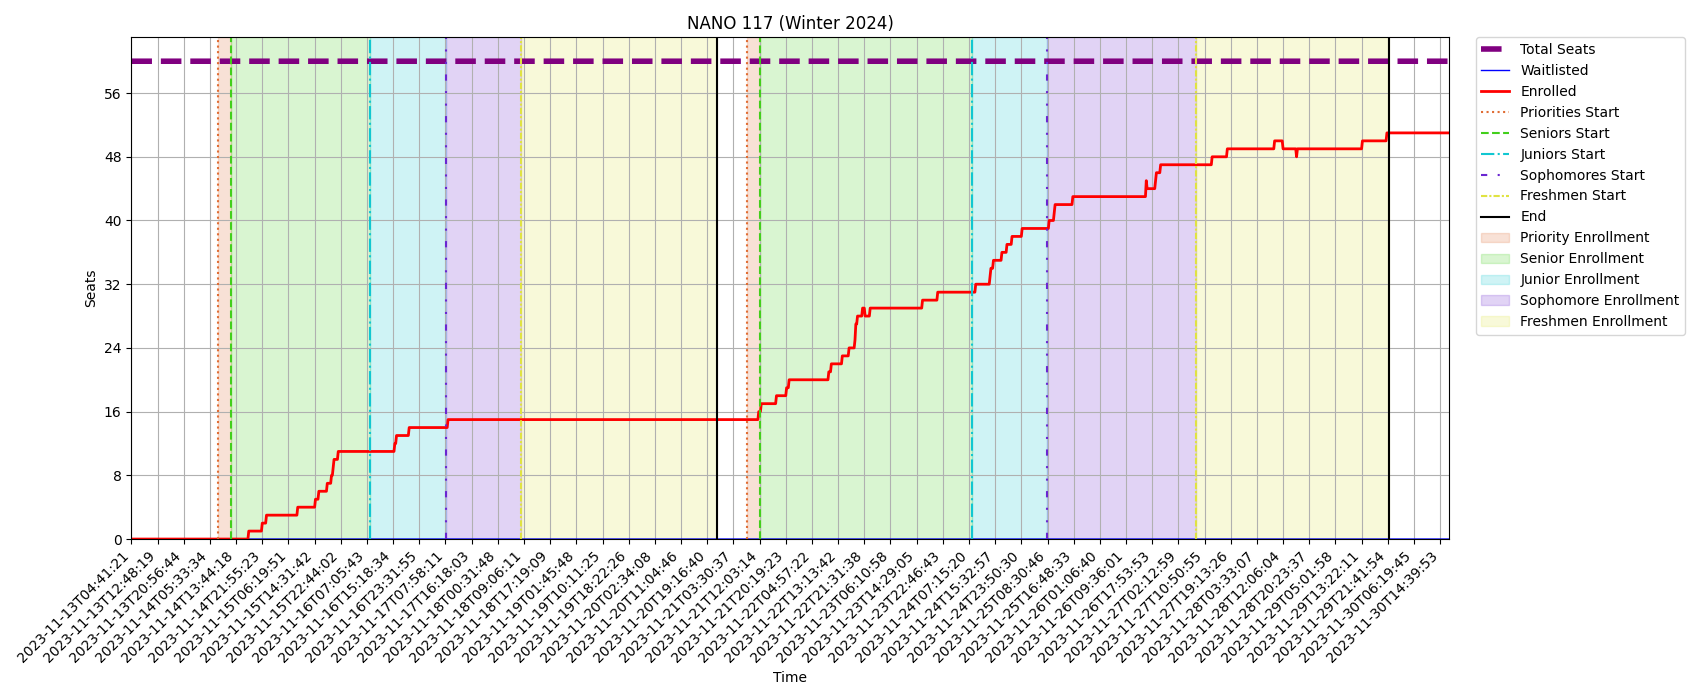 NANO 117 (Winter 2024)
Seats
56
48
40
32
24
16
8
0
2023-11-13T04:41:21
2023-11-13T12:48:19
2023-11-13T20:56:44
2023-11-14T05:33:34
2023-11-14T13:44:18
2023-11-14T21:55:23
2023-11-15T06:19:51
2023-11-15T14:31:42
2023-11-15T22:44:02
2023-11-16T07:05:43
2023-11-16T15:18:34
2023-11-16T23:31:55
2023-11-17T07:58:11
2023-11-17T16:18:03
2023-11-18T00:31:48
2023-11-18T09:06:11
2023-11-18T17:19:09
2023-11-19T01:45:48
2023-11-19T10:11:25
2023-11-19T18:22:26
2023-11-20T02:34:08
2023-11-20T11:04:46
2023-11-20T19:16:40
2023-11-21T03:30:37
2023-11-21T12:03:14
2023-11-21T20:19:23
2023-11-22T04:57:22
2023-11-22T13:13:42
2023-11-22T21:31:38
2023-11-23T06:10:58
2023-11-23T14:29:05
2023-11-23T22:46:43
2023-11-24T07:15:20
2023-11-24T15:32:57
2023-11-24T23:50:30
2023-11-25T08:30:46
2023-11-25T16:48:33
2023-11-26T01:06:40
2023-11-26T09:36:01
2023-11-26T17:53:53
2023-11-27T02:12:59
2023-11-27T10:50:55
2023-11-27T19:13:26
2023-11-28T03:33:07
2023-11-28T12:06:04
2023-11-28T20:23:37
2023-11-29T05:01:58
2023-11-29T13:22:11
2023-11-29T21:41:54
2023-11-30T06:19:45
2023-11-30T14:39:53
Time
Total Seats
Waitlisted
Enrolled
Priorities Start
Seniors Start
Juniors Start
Sophomores Start
Freshmen Start
End
Priority Enrollment
Senior Enrollment
Junior Enrollment
Sophomore Enrollment
Freshmen Enrollment